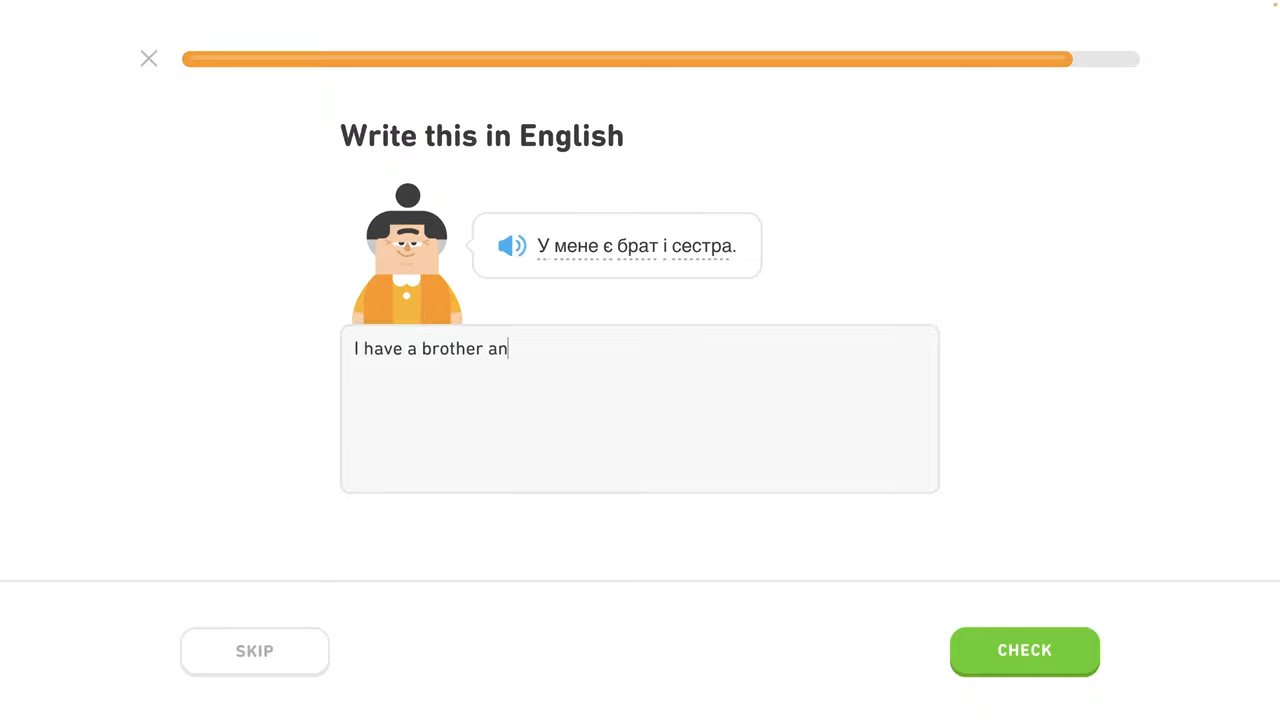 Write this in English
У мене є брат і сестра.
I have a brother an
SKIP
CHECK